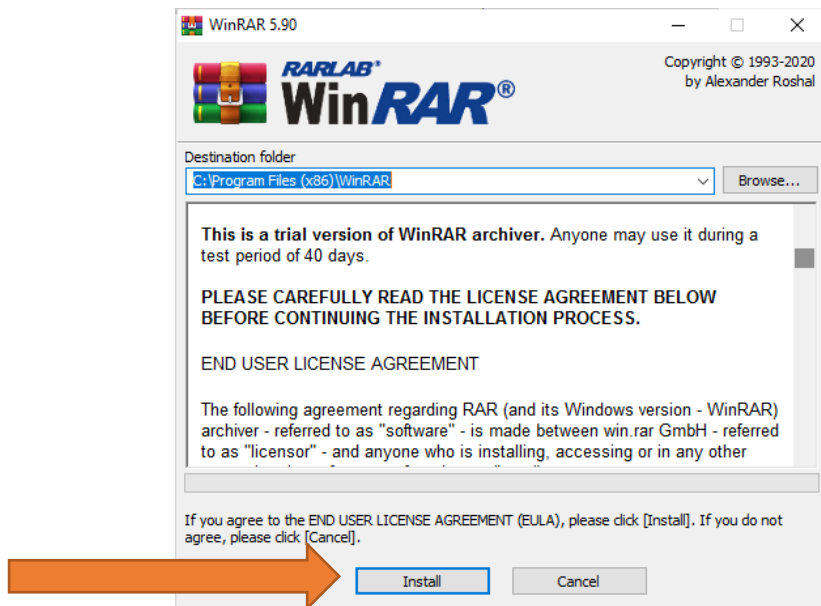 WinRAR 5.90
RARLAB®
WinRAR®
Copyright © 1993-2020
by Alexander Roshal
Destination folder
C:\Program Files (x86)\WinRAR
Browse...
This is a trial version of WinRAR archiver. Anyone may use it during a
test period of 40 days.
PLEASE CAREFULLY READ THE LICENSE AGREEMENT BELOW
BEFORE CONTINUING THE INSTALLATION PROCESS.
END USER LICENSE AGREEMENT
The following agreement regarding RAR (and its Windows version - WinRAR)
archiver - referred to as "software" - is made between win.rar GmbH - referred
to as "licensor" - and anyone who is installing, accessing or in any other
If you agree to the END USER LICENSE AGREEMENT (EULA), please click [Install]. If you do not
agree, please click [Cancel].
Install
Cancel